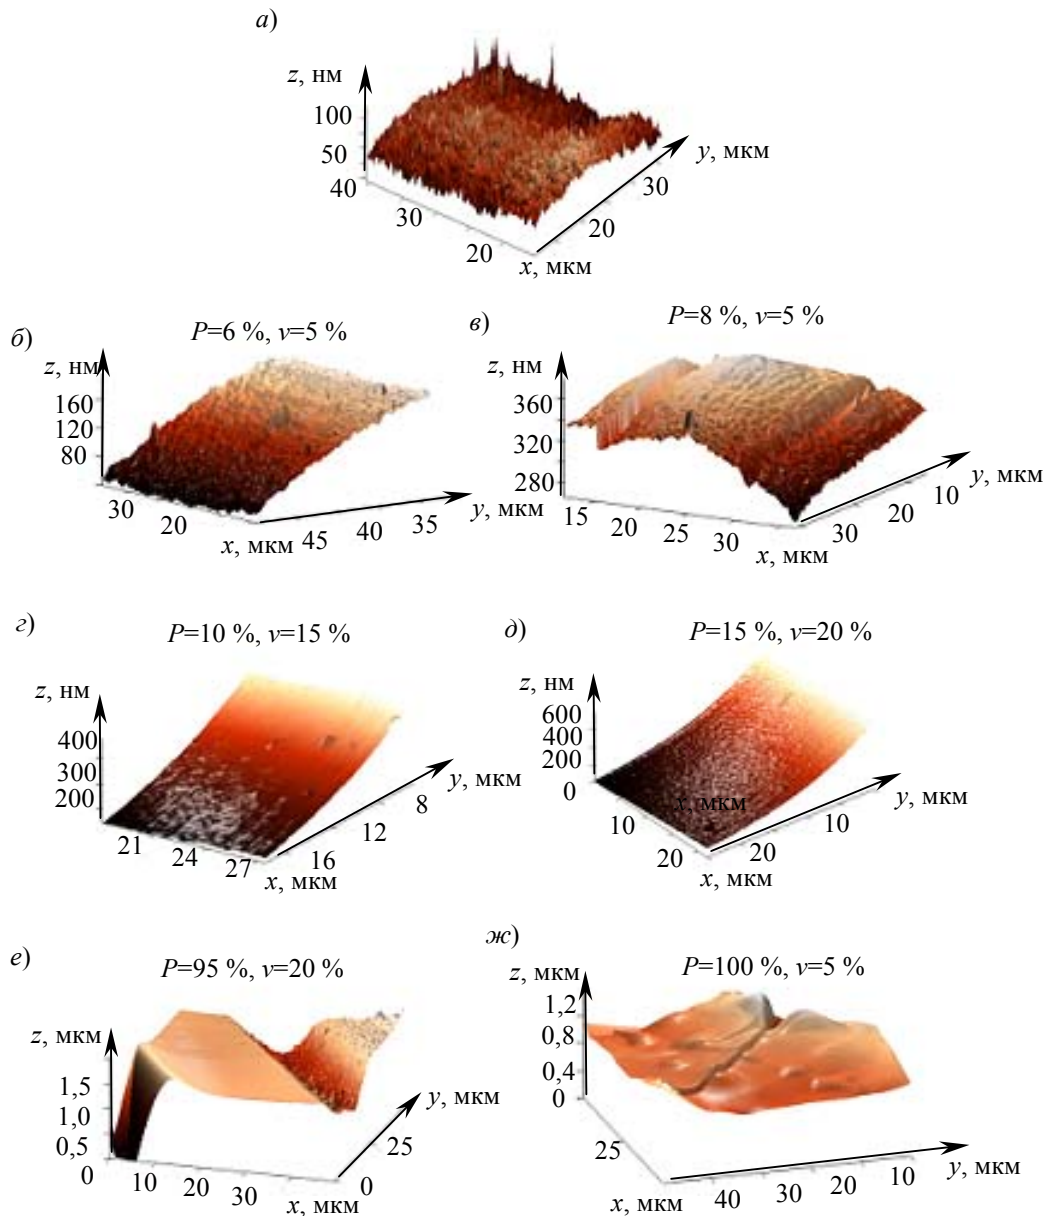 а)
z, нм
100
50
40
30
20
x, мкм
20
30
y, мкм
б)
P=6 %, v=5 %
z, нм
160
120
80
30
20
x, мкм
45
40
35
y, мкм
в)
P=8 %, v=5 %
z, нм
360
320
280
15
20
25
30
x, мкм
30
20
10
y, мкм
г)
P=10 %, v=15 %
z, нм
400
300
200
21
24
27
x, мкм
16
12
8
y, мкм
д)
P=15 %, v=20 %
z, нм
600
400
200
0
x, мкм
10
20
x, мкм
20
10
y, мкм
е)
P=95 %, v=20 %
z, мкм
1,5
1,0
0,5
0
10
20
30
x, мкм
0
25
y, мкм
ж)
P=100 %, v=5 %
z, мкм
1,2
0,8
0,4
0
25
x, мкм
40
30
20
10
y, мкм